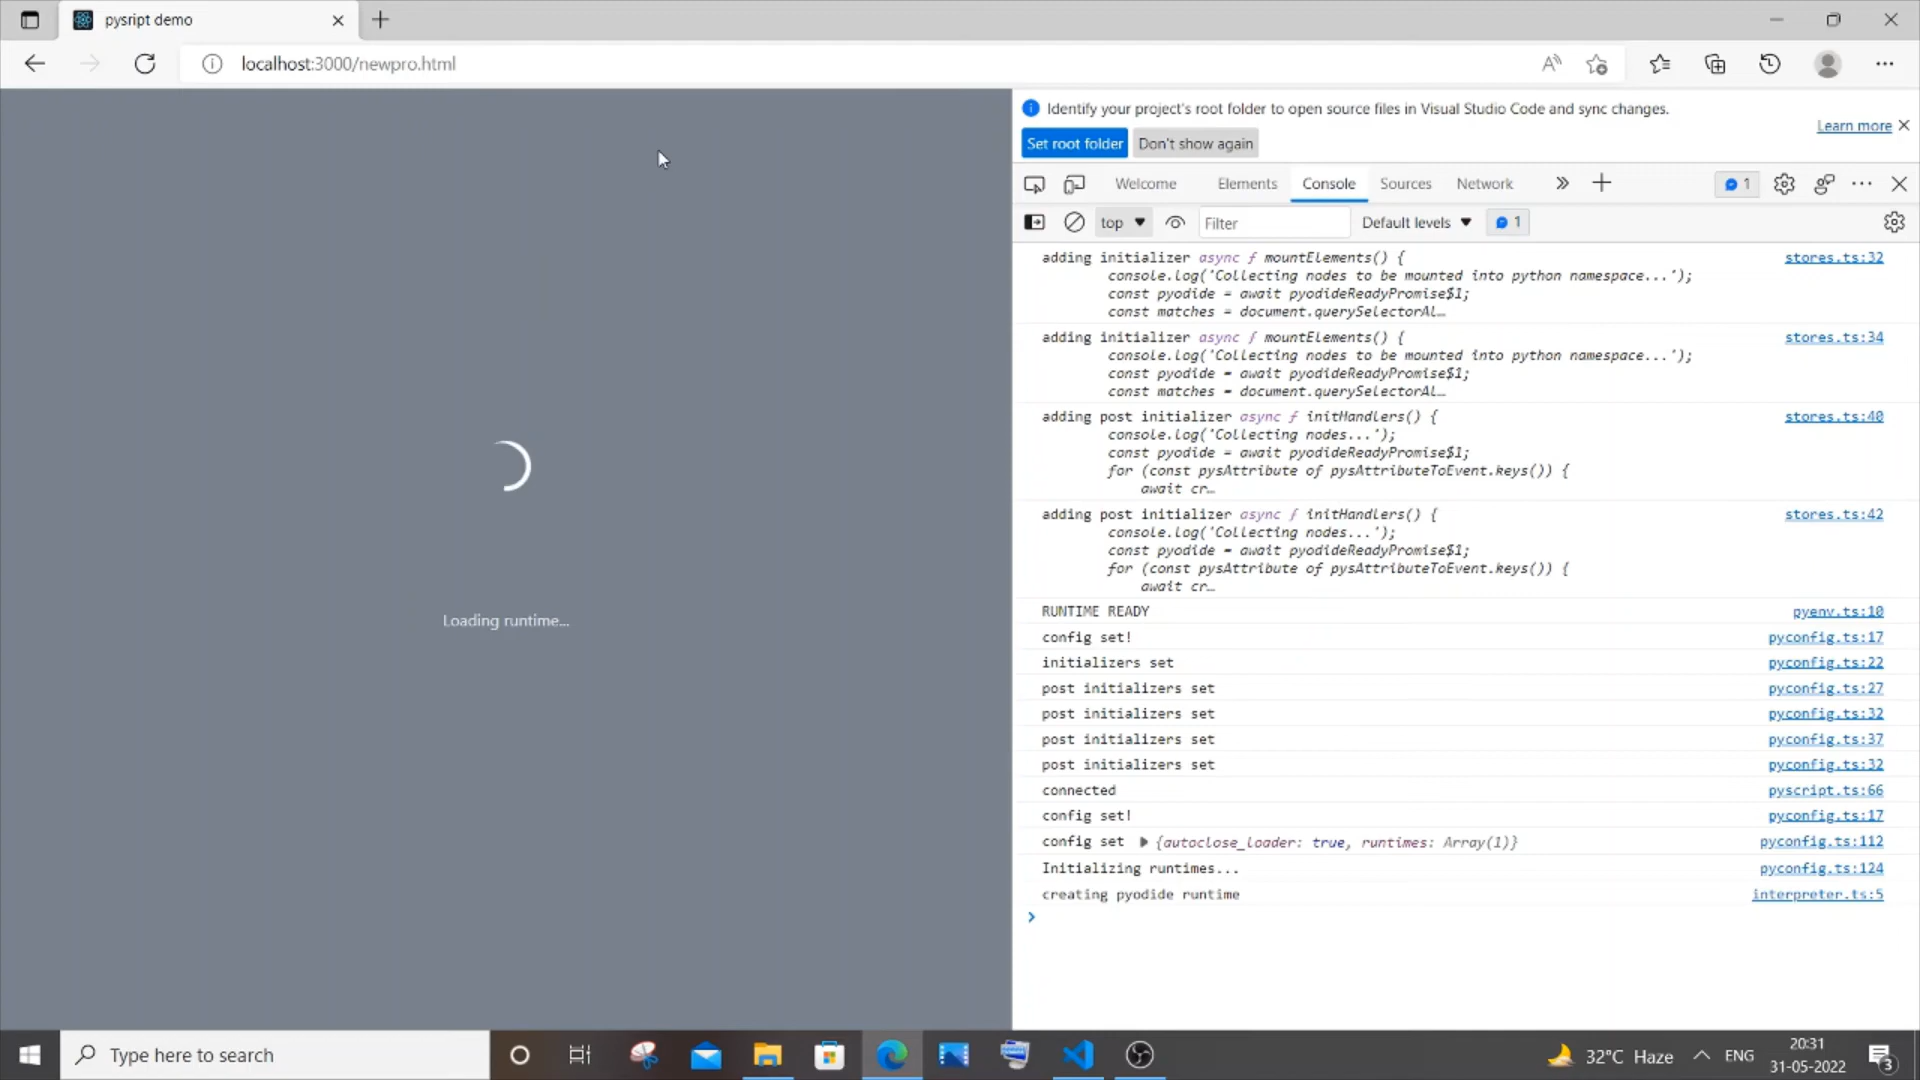 pysript demo
localhost:3000/newpro.html
Identify your project's root folder to open source files in Visual Studio Code and sync changes.
Learn more
Set root folder Don't show again
Welcome Elements Console Sources Network 1
top Filter Default levels 1
adding initializer async ƒ mountElements() { stores.ts:32
console.log('Collecting nodes to be mounted into python namespace...');
const pyodide = await pyodideReadyPromise$1;
const matches = document.querySelectorAl…
adding initializer async ƒ mountElements() { stores.ts:34
console.log('Collecting nodes to be mounted into python namespace...');
const pyodide = await pyodideReadyPromise$1;
const matches = document.querySelectorAl…
adding post initializer async ƒ initHandlers() { stores.ts:40
console.log('Collecting nodes...');
const pyodide = await pyodideReadyPromise$1;
for (const pysAttribute of pysAttributeToEvent.keys()) {
await cr…
adding post initializer async ƒ initHandlers() { stores.ts:42
console.log('Collecting nodes...');
const pyodide = await pyodideReadyPromise$1;
for (const pysAttribute of pysAttributeToEvent.keys()) {
await cr…
RUNTIME READY pyenv.ts:10
config set! pyconfig.ts:17
initializers set pyconfig.ts:22
post initializers set pyconfig.ts:27
post initializers set pyconfig.ts:32
post initializers set pyconfig.ts:37
post initializers set pyconfig.ts:32
connected pyscript.ts:66
config set! pyconfig.ts:17
config set {autoclose_loader: true, runtimes: Array(1)} pyconfig.ts:112
Initializing runtimes... pyconfig.ts:124
creating pyodide runtime interpreter.ts:5
Loading runtime...
Type here to search
32°C Haze ENG
20:31
31-05-2022
3